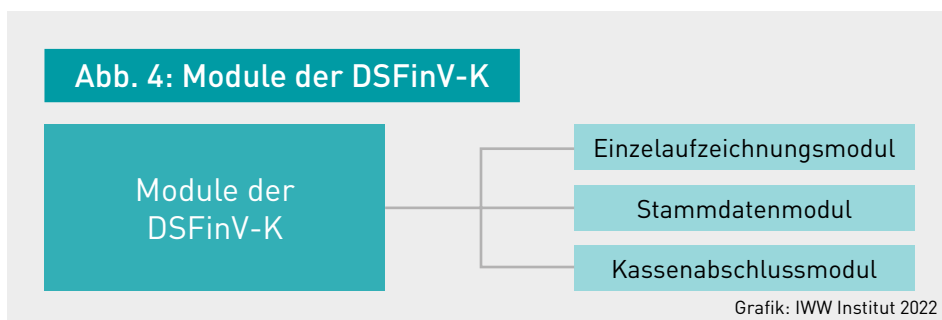 Abb. 4: Module der DSFinV-K
Module der
DSFinV-K
Einzelaufzeichnungsmodul
Stammdatenmodul
Kassenabschlussmodul
Grafik: IWW Institut 2022